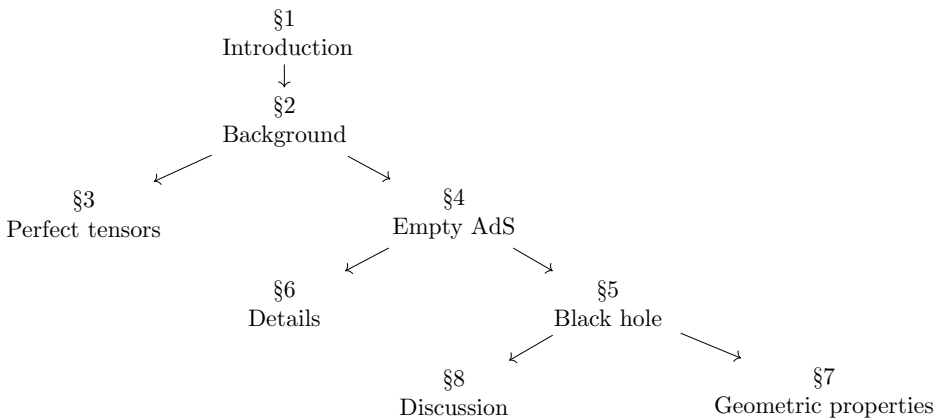 §1
Introduction
§2
Background
§3
Perfect tensors
§4
Empty AdS
§6
Details
§5
Black hole
§8
Discussion
§7
Geometric properties